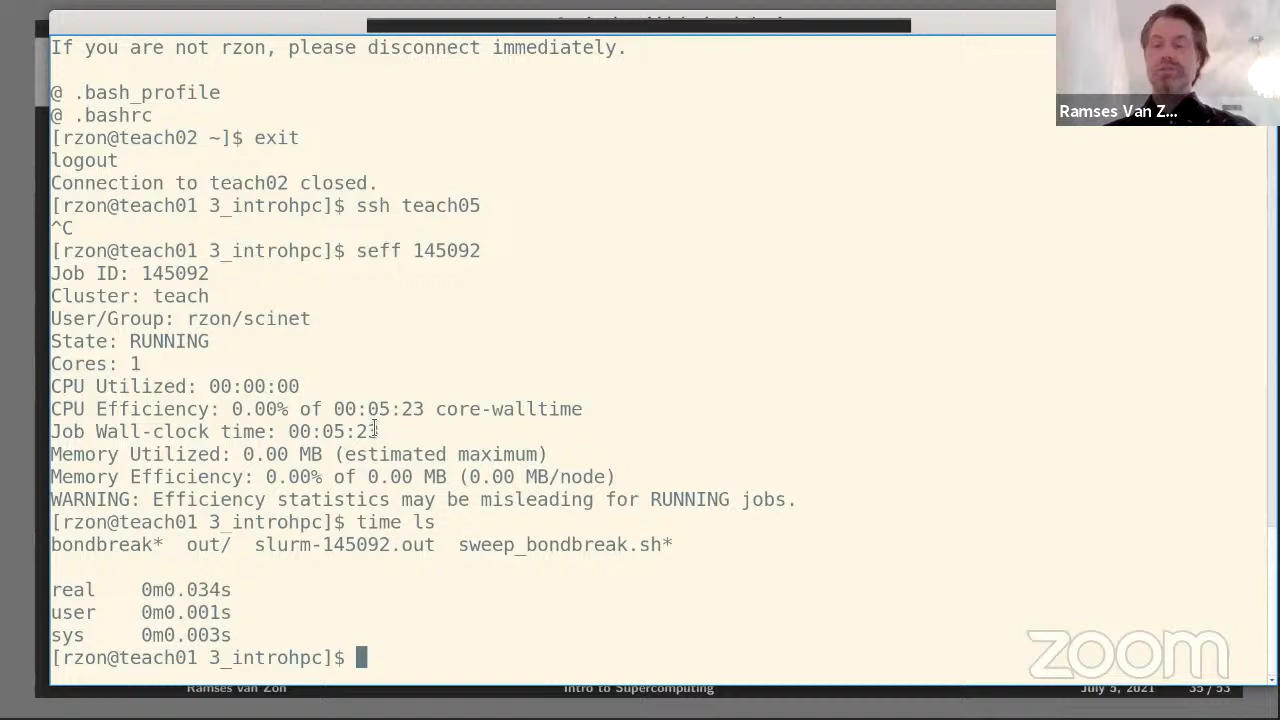 If you are not rzon, please disconnect immediately.
@ .bash_profile
@ .bashrc
[rzon@teach02 ~]$ exit
logout
Connection to teach02 closed.
[rzon@teach01 3_introhpc]$ ssh teach05
^C
[rzon@teach01 3_introhpc]$ seff 145092
Job ID: 145092
Cluster: teach
User/Group: rzon/scinet
State: RUNNING
Cores: 1
CPU Utilized: 00:00:00
CPU Efficiency: 0.00% of 00:05:23 core-walltime
Job Wall-clock time: 00:05:23
Memory Utilized: 0.00 MB (estimated maximum)
Memory Efficiency: 0.00% of 0.00 MB (0.00 MB/node)
WARNING: Efficiency statistics may be misleading for RUNNING jobs.
[rzon@teach01 3_introhpc]$ time ls
bondbreak*  out/  slurm-145092.out  sweep_bondbreak.sh*
real 0m0.034s
user 0m0.001s
sys 0m0.003s
[rzon@teach01 3_introhpc]$
Ramses Van Z...
zoom
Ramses Van Zon Intro to Supercomputing July 5, 2021 35 / 53